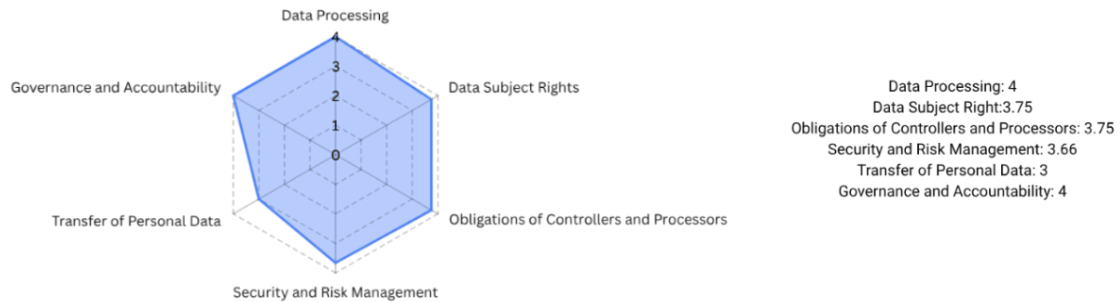 Data Processing
4
Governance and Accountability
3
Data Subject Rights
2
1
0
Transfer of Personal Data
Obligations of Controllers and Processors
Security and Risk Management
Data Processing: 4
Data Subject Right:3.75
Obligations of Controllers and Processors: 3.75
Security and Risk Management: 3.66
Transfer of Personal Data: 3
Governance and Accountability: 4